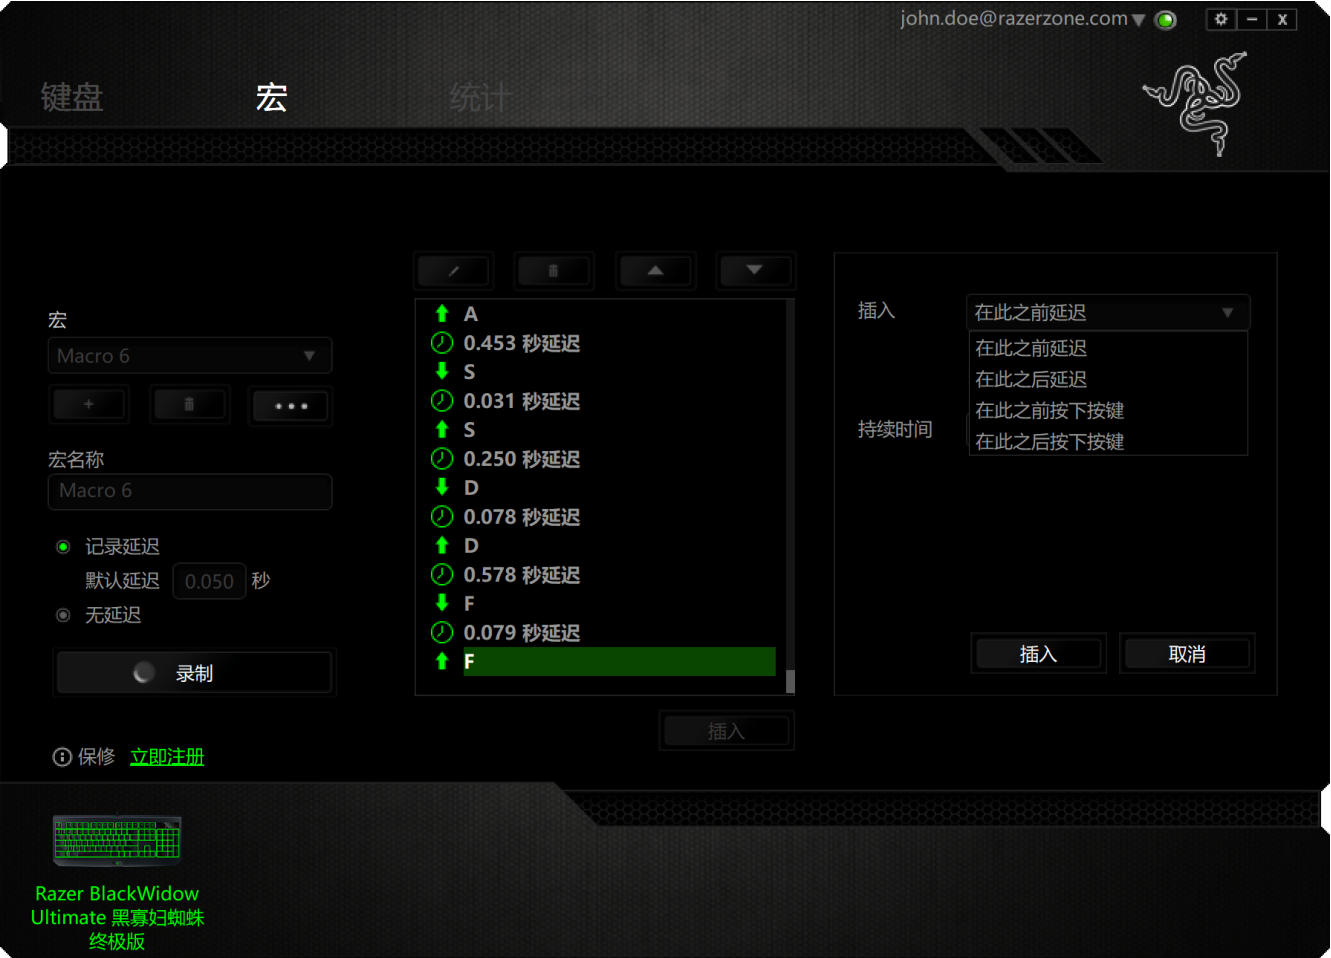 john.doe@razerzone.com
键盘
宏
统计
宏
Macro 6
宏名称
Macro 6
记录延迟
默认延迟 0.050 秒
无延迟
录制
保修 立即注册
A
0.453 秒延迟
S
0.031 秒延迟
S
0.250 秒延迟
D
0.078 秒延迟
D
0.578 秒延迟
F
0.079 秒延迟
F
插入
插入
在此之前延迟
在此之前延迟
在此之后延迟
在此之前按下按键
在此之后按下按键
持续时间
插入
取消
Razer BlackWidow
Ultimate 黑寡妇蜘蛛
终极版